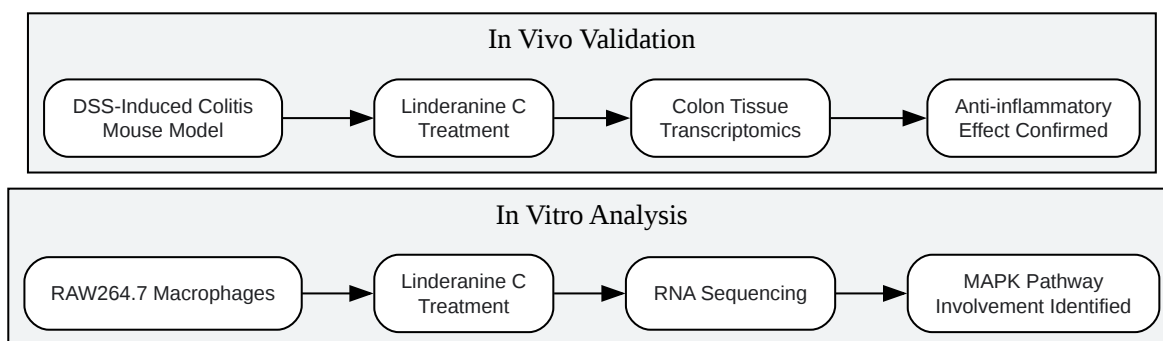 In Vivo Validation
DSS-Induced Colitis
Mouse Model
Linderanine C
Treatment
Colon Tissue
Transcriptomics
Anti-inflammatory
Effect Confirmed
In Vitro Analysis
RAW264.7 Macrophages
Linderanine C
Treatment
RNA Sequencing
MAPK Pathway
Involvement Identified